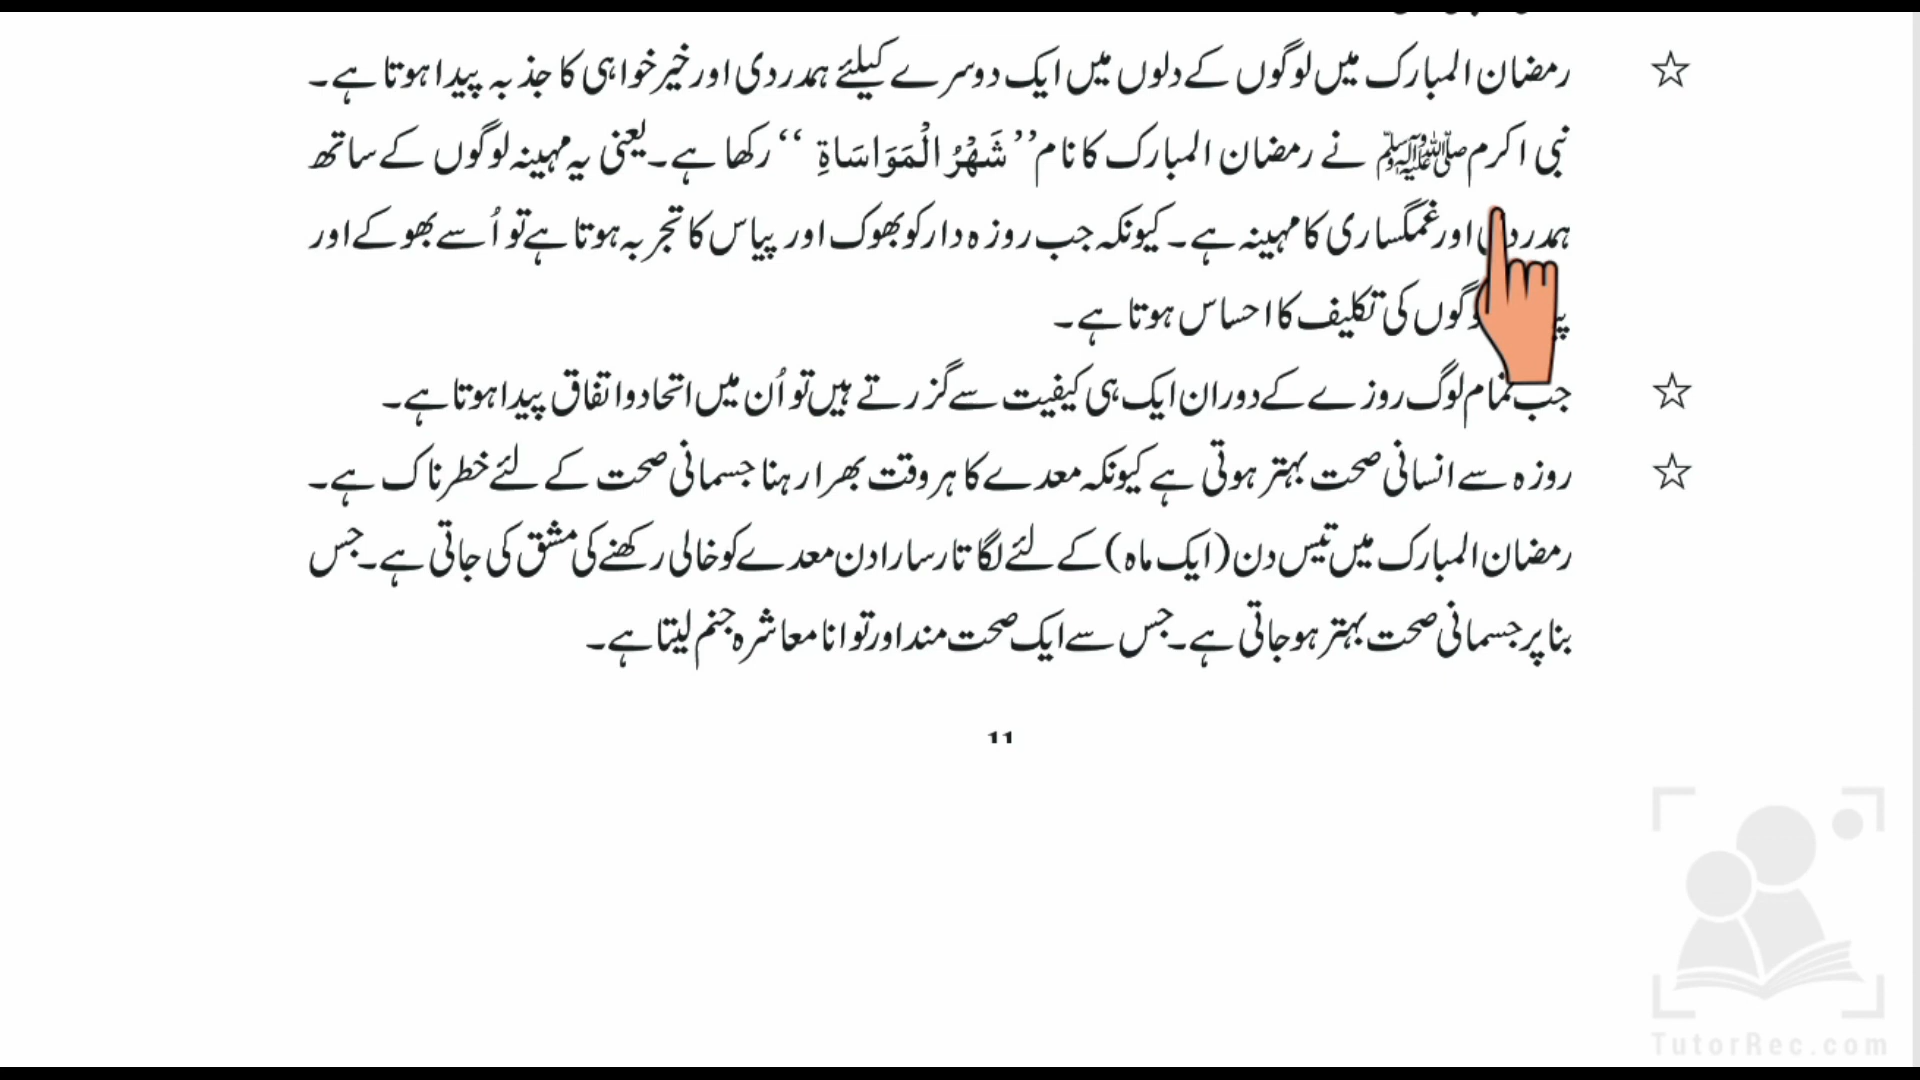 ☆ رمضان المبارک میں لوگوں کے دلوں میں ایک دوسرے کیلئے ہمدردی اور خیر خواہی کا جذبہ پیدا ہوتا ہے۔
نبی اکرم ﷺ نے رمضان المبارک کا نام ’’شَهْرُ الْمَوَاسَاةِ‘‘ رکھا ہے۔ یعنی یہ مہینہ لوگوں کے ساتھ
ہمدردی اور غمگساری کا مہینہ ہے۔ کیونکہ جب روزہ دار کو بھوک اور پیاس کا تجربہ ہوتا ہے تو اُسے بھوکے اور
لوگوں کی تکلیف کا احساس ہوتا ہے۔
☆ جب تمام لوگ روزے کے دوران ایک ہی کیفیت سے گزرتے ہیں تو اُن میں اتحاد و اتفاق پیدا ہوتا ہے۔
☆ روزہ سے انسانی صحت بہتر ہوتی ہے کیونکہ معدے کا ہر وقت بھرا رہنا جسمانی صحت کے لئے خطرناک ہے۔
رمضان المبارک میں تیس دن (ایک ماہ) کے لئے لگاتار سارا دن معدے کو خالی رکھنے کی مشق کی جاتی ہے۔ جس
بنا پر جسمانی صحت بہتر ہو جاتی ہے۔ جس سے ایک صحت مند اور توانا معاشرہ جنم لیتا ہے۔
11
TutorRec.com